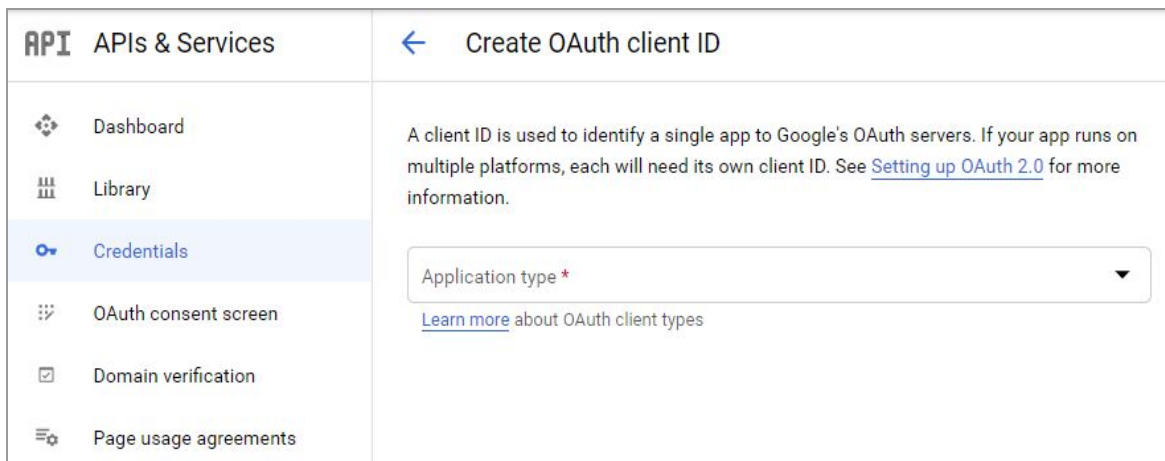 API APIs & Services
Create OAuth client ID
Dashboard
Library
Credentials
OAuth consent screen
Domain verification
Page usage agreements
A client ID is used to identify a single app to Google's OAuth servers. If your app runs on
multiple platforms, each will need its own client ID. See Setting up OAuth 2.0 for more
information.
Application type *
Learn more about OAuth client types